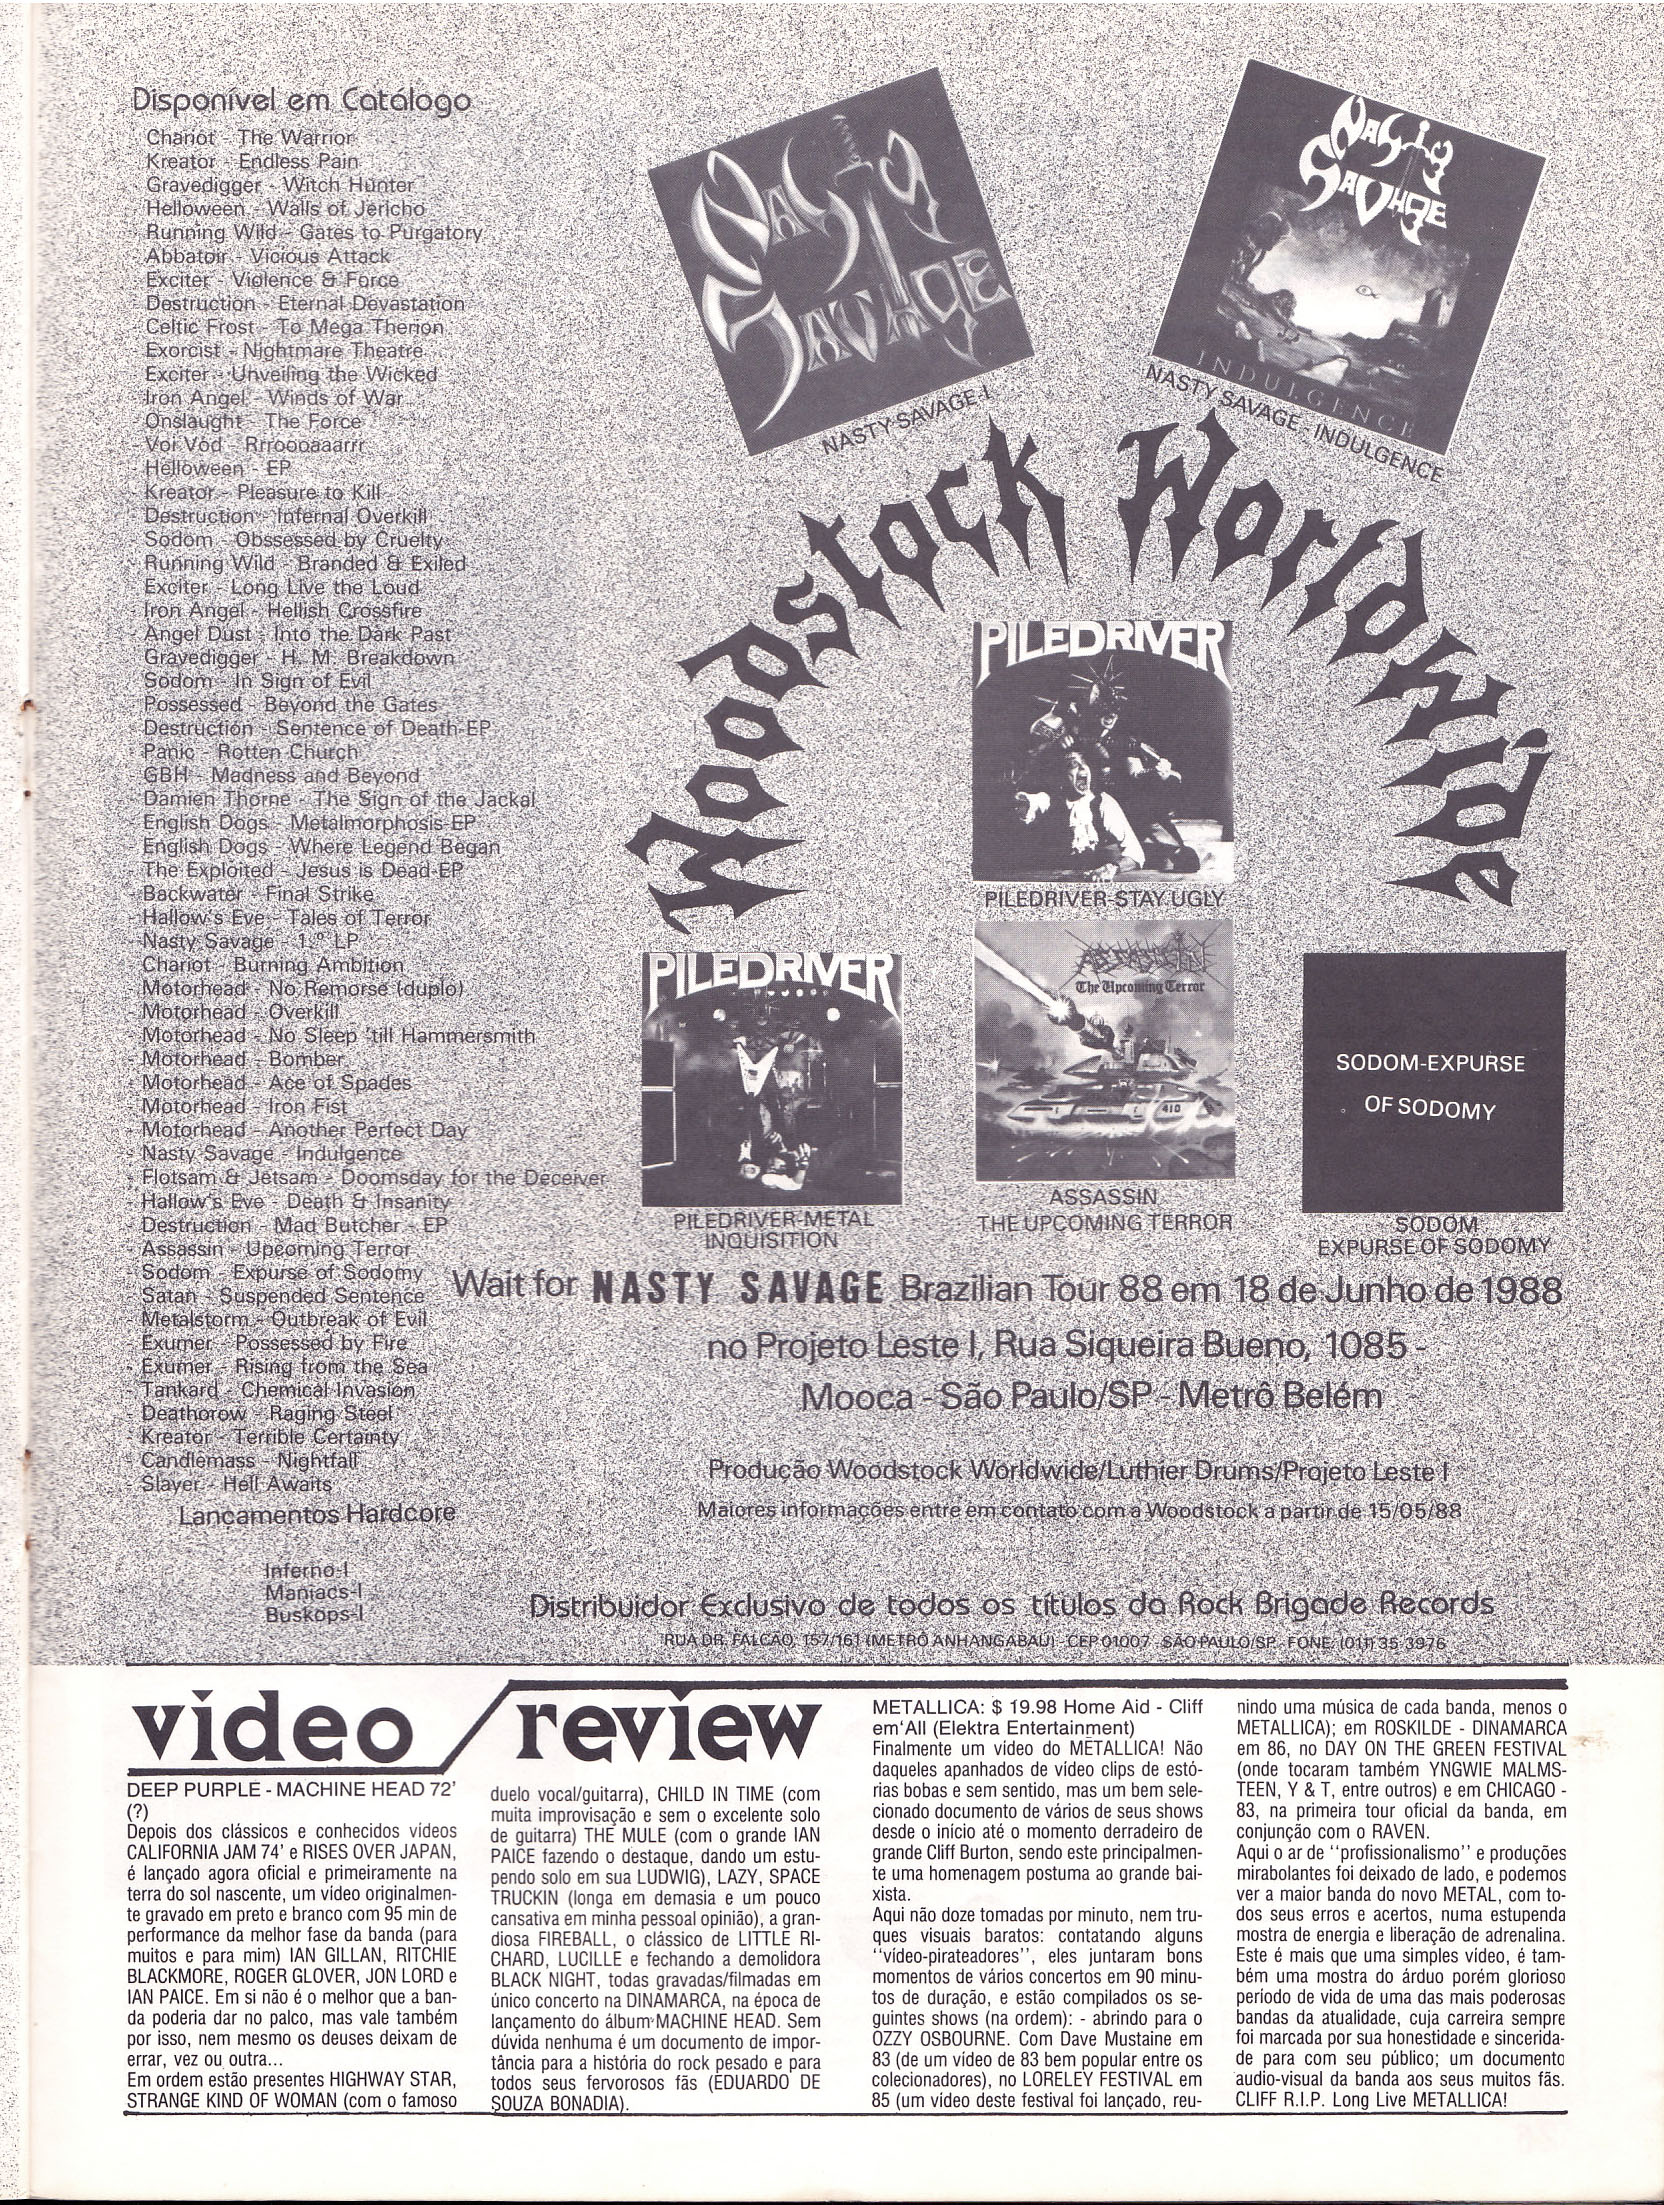 Disponível em Catálogo
- Chariot - The Warrior
- Kreator - Endless Pain
- Gravedigger - Witch Hunter
- Helloween - Walls of Jericho
- Running Wild - Gates to Purgatory
- Abbatoir - Vicious Attack
- Exciter - Violence & Force
- Destruction - Eternal Devastation
- Celtic Frost - To Mega Therion
- Exorcist - Nightmare Theatre
- Exciter - Unveiling the Wicked
- Iron Angel - Winds of War
- Onslaught - The Force
- Voi Vod - Rrroooaaarrr
- Helloween - EP
- Kreator - Pleasure to Kill
- Destruction - Infernal Overkill
- Sodom - Obssessed by Cruelty
- Running Wild - Branded & Exiled
- Exciter - Long Live the Loud
- Iron Angel - Hellish Crossfire
- Angel Dust - Into the Dark Past
- Gravedigger - H. M. Breakdown
- Sodom - In Sign of Evil
- Possessed - Beyond the Gates
- Destruction - Sentence of Death-EP
- Panic - Rotten Church
- GBH - Madness and Beyond
- Damien Thorne - The Sign of the Jackal
- English Dogs - Metalmorphosis-EP
- English Dogs - Where Legend Began
- The Exploited - Jesus is Dead-EP
- Backwater - Final Strike
- Hallow's Eve - Tales of Terror
- Nasty Savage - 1.º LP
- Chariot - Burning Ambition
- Motorhead - No Remorse (duplo)
- Motorhead - Overkill
- Motorhead - No Sleep 'till Hammersmith
- Motorhead - Bomber
- Motorhead - Ace of Spades
- Motorhead - Iron Fist
- Motorhead - Another Perfect Day
- Nasty Savage - Indulgence
- Flotsam & Jetsam - Doomsday for the Deceiver
- Hallow's Eve - Death & Insanity
- Destruction - Mad Butcher - EP
- Assassin - Upcoming Terror
- Sodom - Expurse of Sodomy
- Satan - Suspended Sentence
- Metalstorm - Outbreak of Evil
- Exumer - Possessed by Fire
- Exumer - Rising from the Sea
- Tankard - Chemical Invasion
- Deathorow - Raging Steel
- Kreator - Terrible Certainty
- Candlemass - Nightfall
- Slayer - Hell Awaits
Lançamentos Hardcore
Inferno-I
Maniacs-I
Buskops-I
NASTY SAVAGE
NASTY SAVAGE-I
NASTY SAVAGE
INDULGENCE
NASTY SAVAGE - INDULGENCE
Woodstock Worldwide
PILEDRIVER
PILEDRIVER-STAY UGLY
PILEDRIVER
PILEDRIVER-METAL
INQUISITION
ASSASSIN
The Upcoming Terror
410
ASSASSIN
THE UPCOMING TERROR
SODOM-EXPURSE
OF SODOMY
SODOM
EXPURSE OF SODOMY
Wait for NASTY SAVAGE Brazilian Tour 88 em 18 de Junho de 1988
no Projeto Leste I, Rua Siqueira Bueno, 1085 -
Mooca - São Paulo/SP - Metrô Belém
Produção Woodstock Worldwide/Luthier Drums/Projeto Leste I
Maiores informações entre em contato com a Woodstock a partir de 15/05/88
Distribuidor Exclusivo de todos os títulos da Rock Brigade Records
RUA DR. FALCÃO, 157/161 (METRÔ ANHANGABAÚ) - CEP 01007 - SÃO PAULO/SP - FONE: (011) 35-3976
video review
DEEP PURPLE - MACHINE HEAD 72'
(?)
Depois dos clássicos e conhecidos vídeos
CALIFORNIA JAM 74' e RISES OVER JAPAN,
é lançado agora oficial e primeiramente na
terra do sol nascente, um vídeo originalmen-
te gravado em preto e branco com 95 min de
performance da melhor fase da banda (para
muitos e para mim) IAN GILLAN, RITCHIE
BLACKMORE, ROGER GLOVER, JON LORD e
IAN PAICE. Em si não é o melhor que a ban-
da poderia dar no palco, mas vale também
por isso, nem mesmo os deuses deixam de
errar, vez ou outra...
Em ordem estão presentes HIGHWAY STAR,
STRANGE KIND OF WOMAN (com o famoso
duelo vocal/guitarra), CHILD IN TIME (com
muita improvisação e sem o excelente solo
de guitarra) THE MULE (com o grande IAN
PAICE fazendo o destaque, dando um estu-
pendo solo em sua LUDWIG), LAZY, SPACE
TRUCKIN (longa em demasia e um pouco
cansativa em minha pessoal opinião), a gran-
diosa FIREBALL, o clássico de LITTLE RI-
CHARD, LUCILLE e fechando a demolidora
BLACK NIGHT, todas gravadas/filmadas em
único concerto na DINAMARCA, na época de
lançamento do álbum MACHINE HEAD. Sem
dúvida nenhuma é um documento de impor-
tância para a história do rock pesado e para
todos seus fervorosos fãs (EDUARDO DE
SOUZA BONADIA).
METALLICA: $ 19.98 Home Aid - Cliff
em'All (Elektra Entertainment)
Finalmente um vídeo do METALLICA! Não
daqueles apanhados de vídeo clips de estó-
rias bobas e sem sentido, mas um bem sele-
cionado documento de vários de seus shows
desde o início até o momento derradeiro de
grande Cliff Burton, sendo este principalmen-
te uma homenagem postuma ao grande bai-
xista.
Aqui não doze tomadas por minuto, nem tru-
ques visuais baratos: contatando alguns
"vídeo-pirateadores", eles juntaram bons
momentos de vários concertos em 90 minu-
tos de duração, e estão compilados os se-
guintes shows (na ordem): - abrindo para o
OZZY OSBOURNE. Com Dave Mustaine em
83 (de um vídeo de 83 bem popular entre os
colecionadores), no LORELEY FESTIVAL em
85 (um vídeo deste festival foi lançado, reu-
nindo uma música de cada banda, menos o
METALLICA); em ROSKILDE - DINAMARCA
em 86, no DAY ON THE GREEN FESTIVAL
(onde tocaram também YNGWIE MALMS-
TEEN, Y & T, entre outros) e em CHICAGO -
83, na primeira tour oficial da banda, em
conjunção com o RAVEN.
Aqui o ar de "profissionalismo" e produções
mirabolantes foi deixado de lado, e podemos
ver a maior banda do novo METAL, com to-
dos seus erros e acertos, numa estupenda
mostra de energia e liberação de adrenalina.
Este é mais que uma simples vídeo, é tam-
bém uma mostra do árduo porém glorioso
período de vida de uma das mais poderosas
bandas da atualidade, cuja carreira sempre
foi marcada por sua honestidade e sincerida-
de para com seu público; um documento
audio-visual da banda aos seus muitos fãs.
CLIFF R.I.P. Long Live METALLICA!